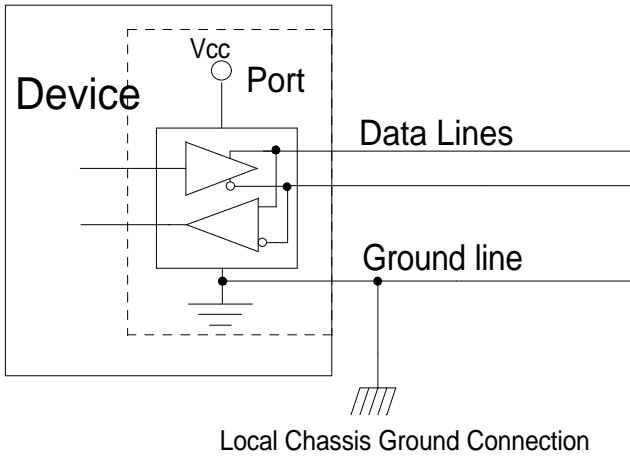 Vcc
Device
Port
Data Lines
Ground line
Local Chassis Ground Connection